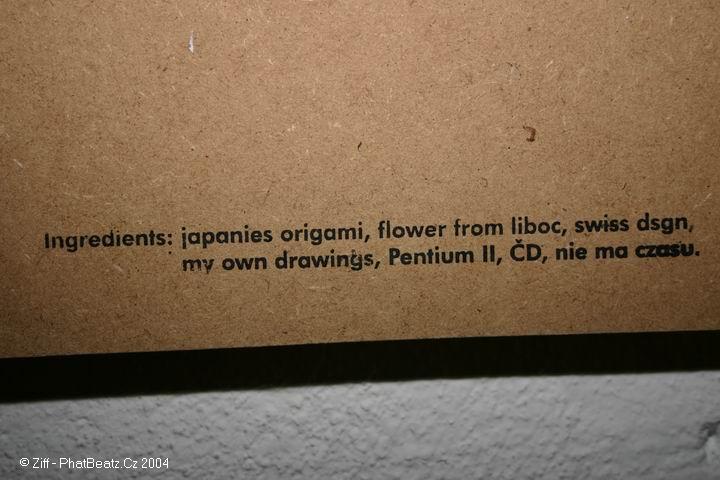 Ingredients: japanies origami, flower from liboc, swiss dsgn,
my own drawings, Pentium II, ČD, nie ma czasu.
© Ziff - PhatBeatz.Cz 2004